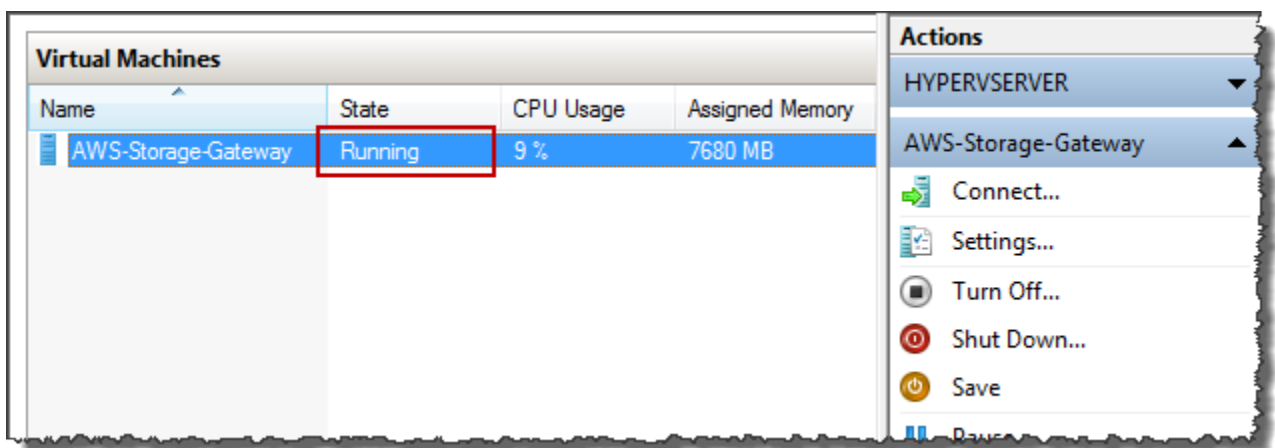 Virtual Machines
Name State CPU Usage Assigned Memory
AWS-Storage-Gateway Running 9 % 7680 MB
Actions
HYPERVSERVER
AWS-Storage-Gateway
Connect...
Settings...
Turn Off...
Shut Down...
Save
Pause